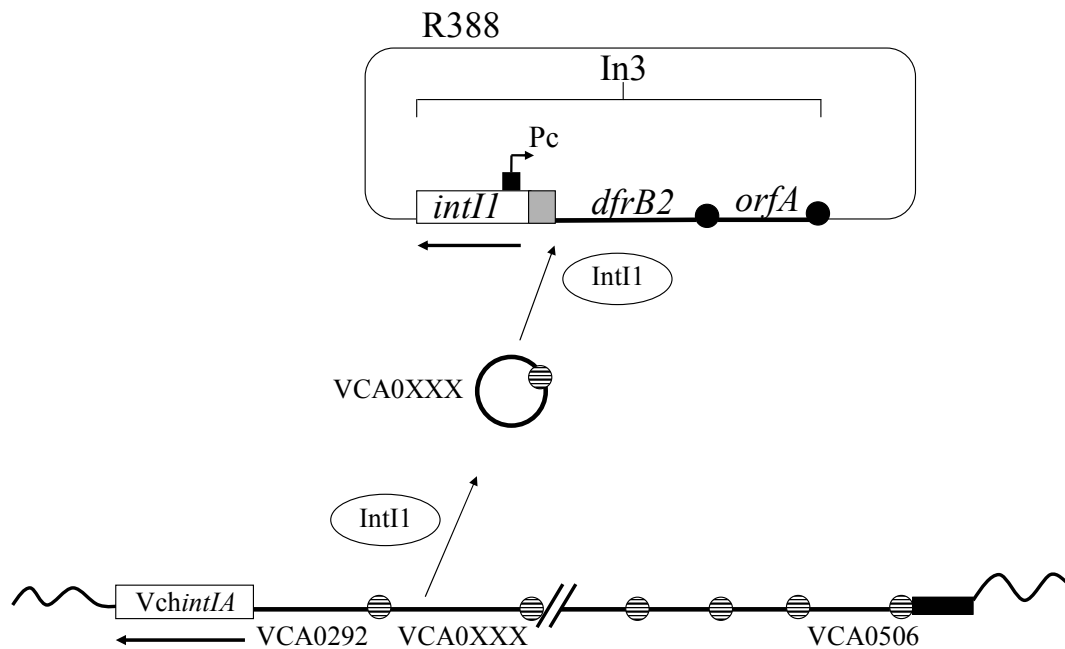 R388
In3
Pc
intI1
dfrB2
orfA
IntI1
VCA0XXX
IntI1
VchintIA
VCA0292
VCA0XXX
VCA0506